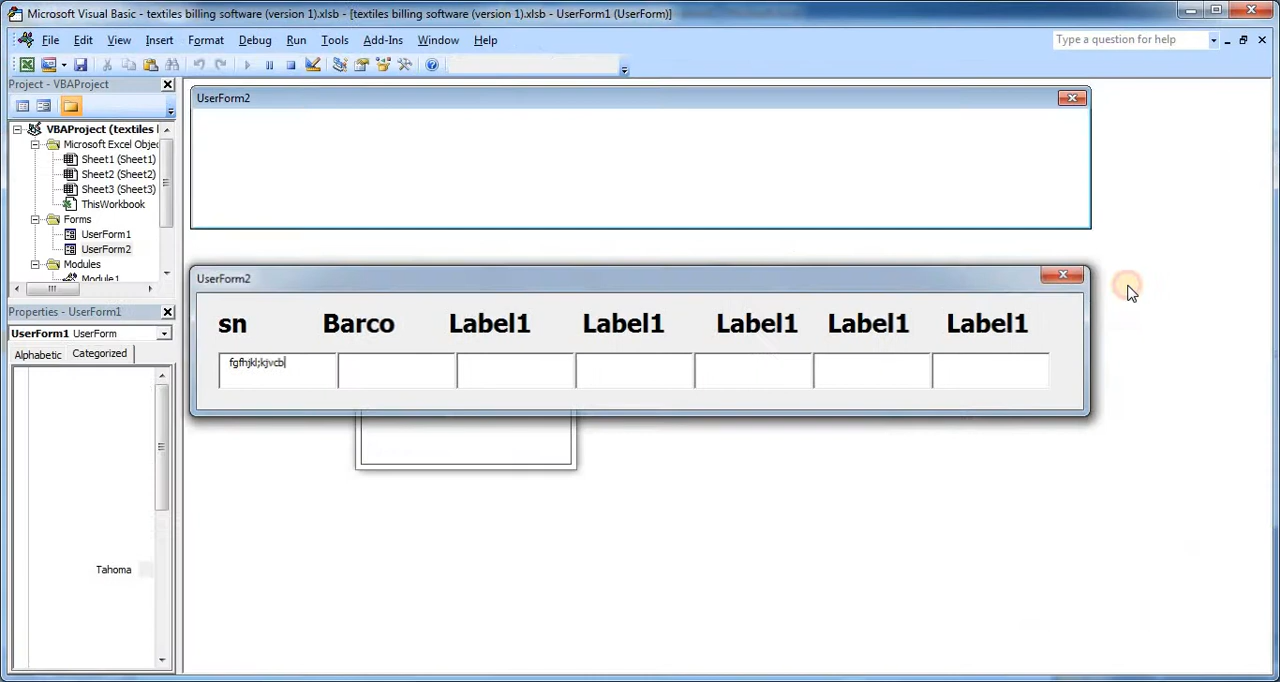 Microsoft Visual Basic - textiles billing software (version 1).xlsb - [textiles billing software (version 1).xlsb - UserForm1 (UserForm)]
File Edit View Insert Format Debug Run Tools Add-Ins Window Help
Type a question for help
Project - VBAProject
VBAProject (textiles
Microsoft Excel Objec
Sheet1 (Sheet1)
Sheet2 (Sheet2)
Sheet3 (Sheet3)
ThisWorkbook
Forms
UserForm1
UserForm2
Modules
Module1
Properties - UserForm1
UserForm1 UserForm
Alphabetic Categorized
Tahoma
UserForm2
UserForm2
sn Barco Label1 Label1 Label1 Label1 Label1
fgfhjkl;kjvcb